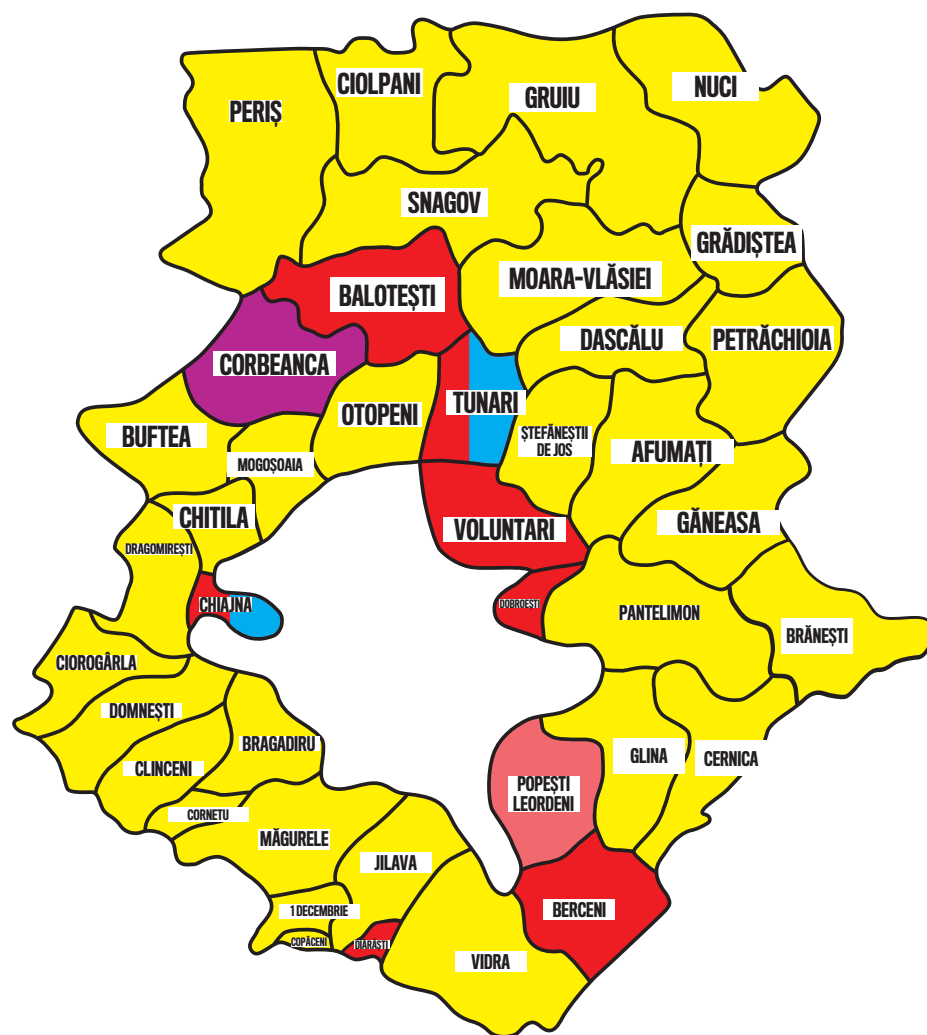 CIOLPANI
NUCI
GRUIU
PERIȘ
SNAGOV
GRĂDIȘTEA
MOARA-VLĂSIEI
BALOTEȘTI
DASCĂLU
PETRĂCHIOIA
CORBEANCA
TUNARI
OTOPENI
BUFTEA
ȘTEFĂNEȘTII
DE JOS
AFUMAȚI
MOGOȘOAIA
CHITILA
VOLUNTARI
GĂNEASA
DRAGOMIREȘTI
CHIAJNA
DOBROEȘTI
PANTELIMON
BRĂNEȘTI
CIOROGÂRLA
DOMNEȘTI
BRAGADIRU
CLINCENI
GLINA
CERNICA
POPEȘTI
LEORDENI
CORNETU
MĂGURELE
JILAVA
1 DECEMBRIE
BERCENI
COPĂCENI
DIARASTI
VIDRA